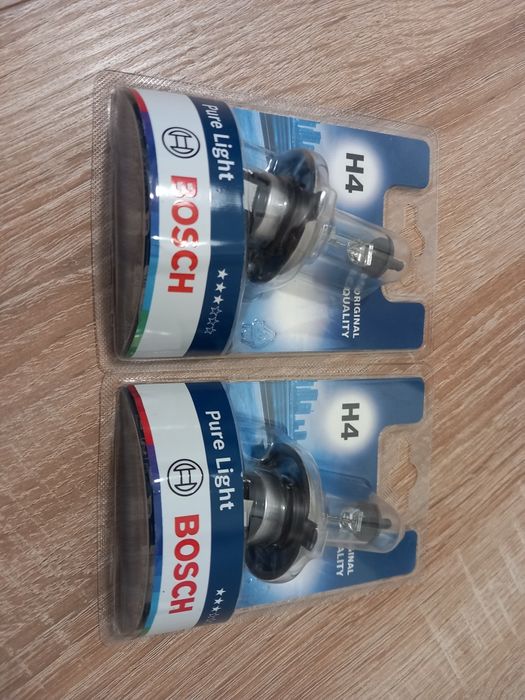 H4
Pure Light
BOSCH
ORIGINAL
QUALITY
H4
Pure Light
BOSCH